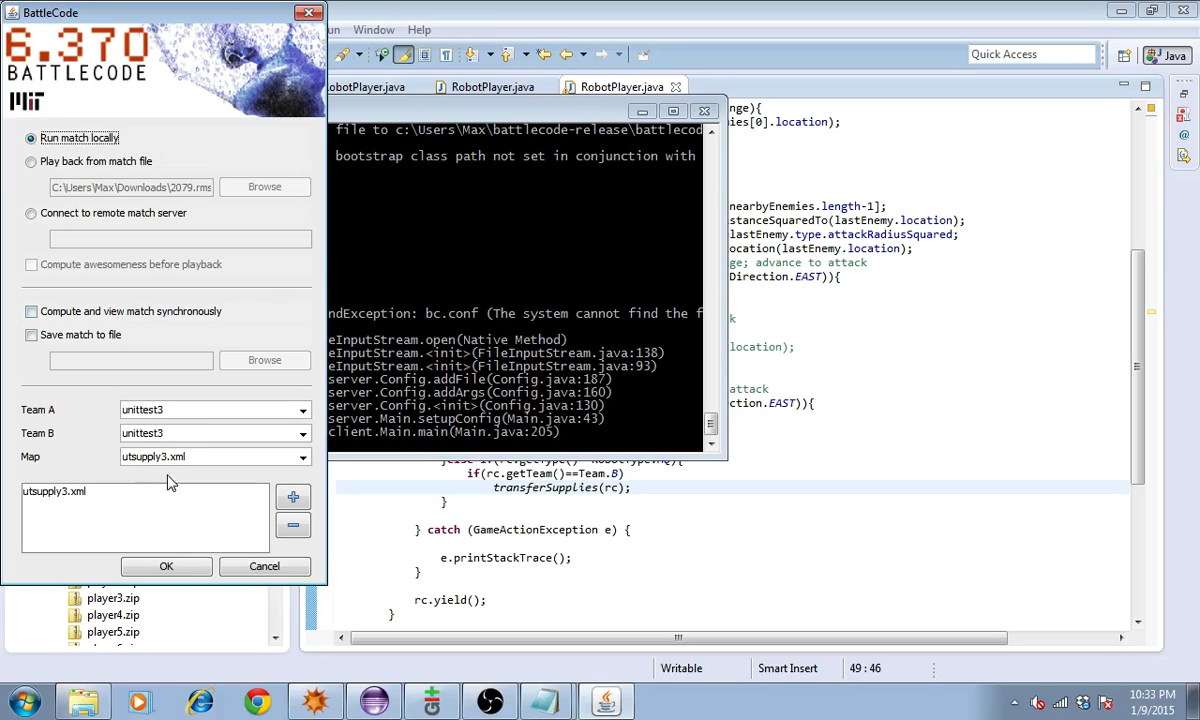 BattleCode
6.370
BATTLECODE
MIT
Run match locally
Play back from match file
C:\Users\Max\Downloads\2079.rms
Browse
Connect to remote match server
Compute awesomeness before playback
Compute and view match synchronously
Save match to file
Browse
Team A
unittest3
Team B
unittest3
Map
utsupply3.xml
utsupply3.xml
OK
Cancel
player3.zip
player4.zip
player5.zip
un
Window
Help
Quick Access
Java
RobotPlayer.java
RobotPlayer.java
file to c:\Users\Max\battlecode-release\battlecod
bootstrap class path not set in conjunction with
ndException: bc.conf (The system cannot find the f
eInputStream.open(Native Method)
eInputStream.<init>(FileInputStream.java:138)
eInputStream.<init>(FileInputStream.java:93)
server.Config.addFile(Config.java:187)
server.Config.addArgs(Config.java:160)
server.Config.<init>(Config.java:130)
server.Main.setupConfig(Main.java:43)
client.Main.main(Main.java:205)
nge){
ies[0].location);
nearbyEnemies.length-1];
stanceSquaredTo(lastEnemy.location);
lastEnemy.type.attackRadiusSquared;
ocation(lastEnemy.location);
ge; advance to attack
Direction.EAST)){
location);
attack
ction.EAST)){
if(rc.getTeam()==Team.B)
transferSupplies(rc);
}
} catch (GameActionException e) {
e.printStackTrace();
}
rc.yield();
}
Writable
Smart Insert
49 : 46
10:33 PM
1/9/2015